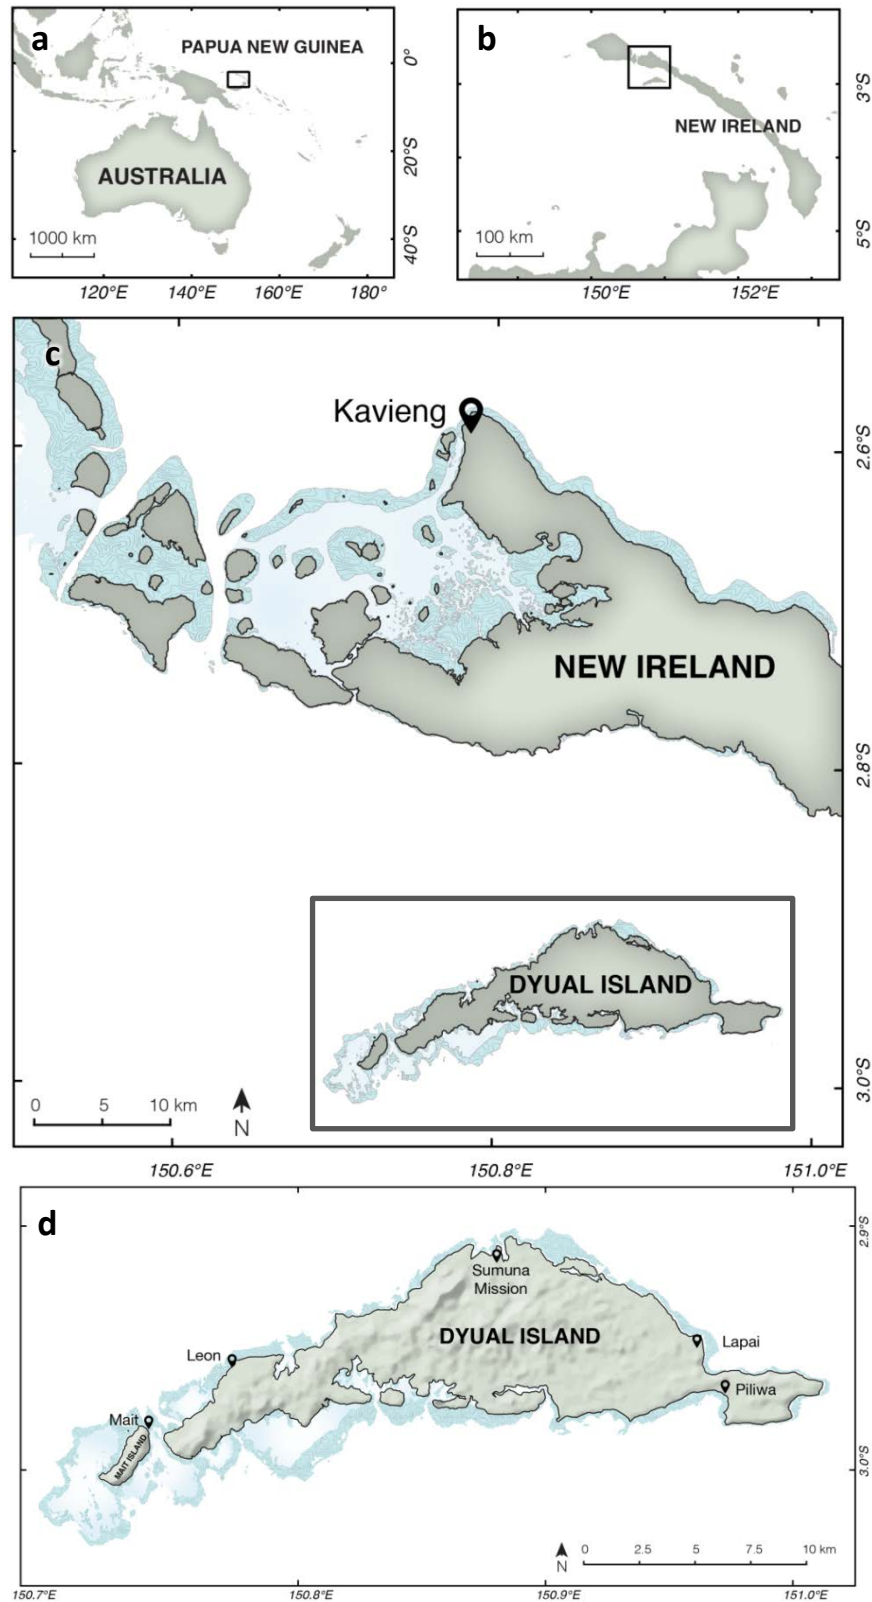 a
PAPUA NEW GUINEA
AUSTRALIA
1000 km
0°
20°S
40°S
120°E 140°E 160°E 180°
b
NEW IRELAND
100 km
3°S
5°S
150°E 152°E
c
Kavieng
NEW IRELAND
DYUAL ISLAND
2.6°S
2.8°S
3.0°S
0 5 10 km
N
150.6°E 150.8°E 151.0°E
d
Sumuna
Mission
DYUAL ISLAND
Lapai
Leon
Piliwa
Mait
MAIT ISLAND
2.9°S
3.0°S
N
0 2.5 5 7.5 10 km
150.7°E 150.8°E 150.9°E 151.0°E